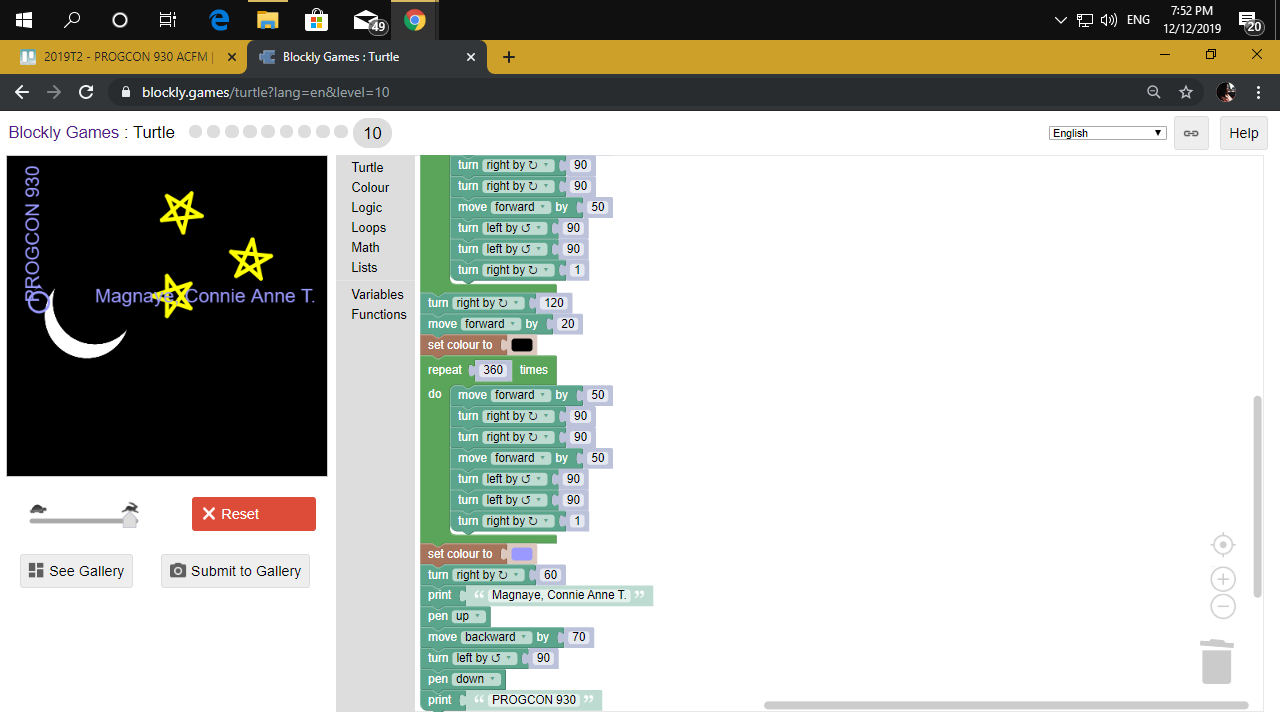 49
ENG
7:52 PM
12/12/2019
20
2019T2 - PROGCON 930 ACFM |
Blockly Games : Turtle
blockly.games/turtle?lang=en&level=10
Blockly Games : Turtle
10
English
Help
PROGCON 930
Magnaye, Connie Anne T.
Reset
See Gallery
Submit to Gallery
Turtle
Colour
Logic
Loops
Math
Lists
Variables
Functions
turn right by ↻ 90
turn right by ↻ 90
move forward by 50
turn left by ↺ 90
turn left by ↺ 90
turn right by ↻ 1
turn right by ↻ 120
move forward by 20
set colour to
repeat 360 times
do move forward by 50
turn right by ↻ 90
turn right by ↻ 90
move forward by 50
turn left by ↺ 90
turn left by ↺ 90
turn right by ↻ 1
set colour to
turn right by ↻ 60
print “ Magnaye, Connie Anne T. ”
pen up
move backward by 70
turn left by ↺ 90
pen down
print “ PROGCON 930 ”